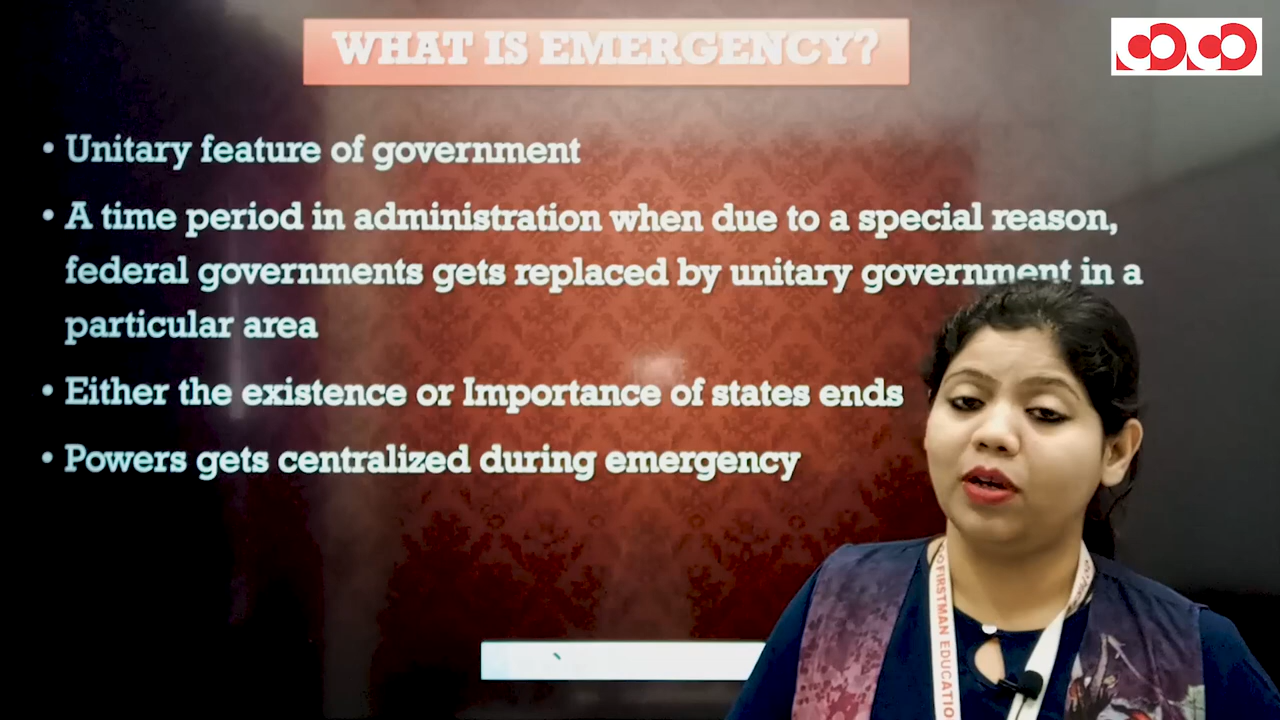 WHAT IS EMERGENCY?
• Unitary feature of government
• A time period in administration when due to a special reason,
federal governments gets replaced by unitary government in a
particular area
• Either the existence or Importance of states ends
• Powers gets centralized during emergency
FIRSTMAN EDUCATIO